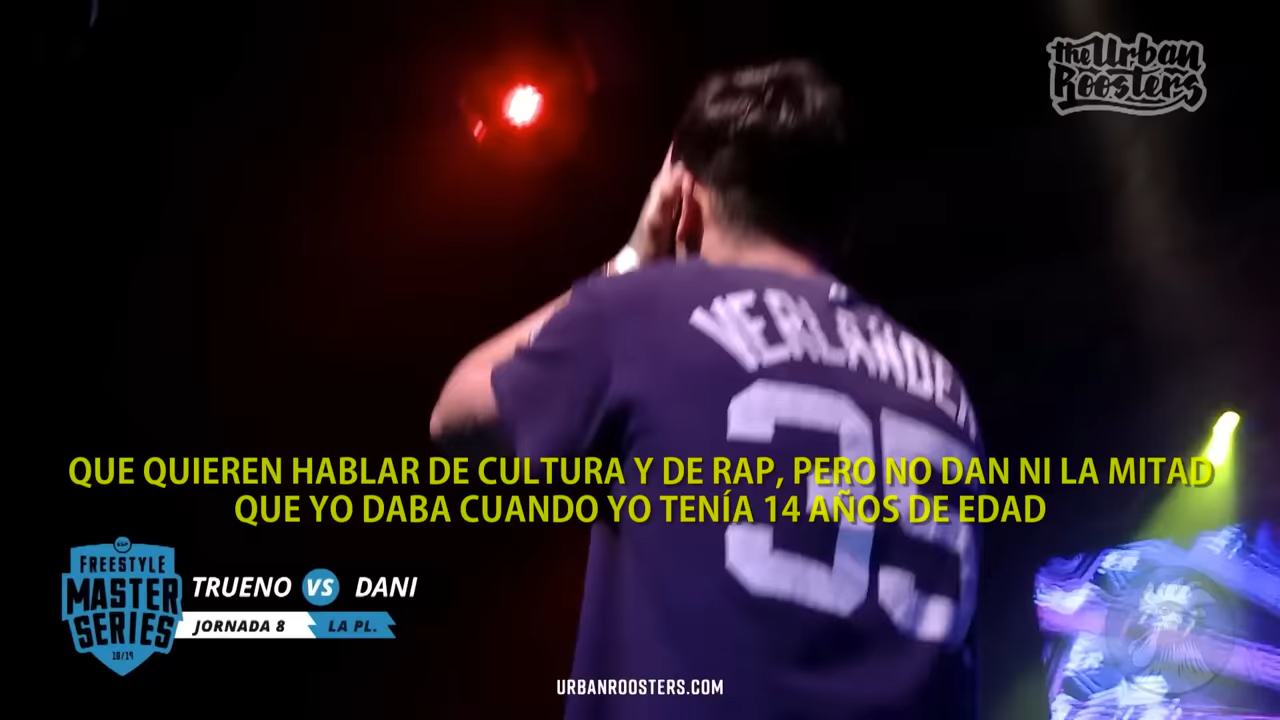 the Urban
Roosters
VERLANDE
35
QUE QUIEREN HABLAR DE CULTURA Y DE RAP, PERO NO DAN NI LA MITAD
QUE YO DABA CUANDO YO TENÍA 14 AÑOS DE EDAD
FREESTYLE
MASTER
SERIES
18/19
TRUENO VS DANI
JORNADA 8 LA PL.
URBANROOSTERS.COM